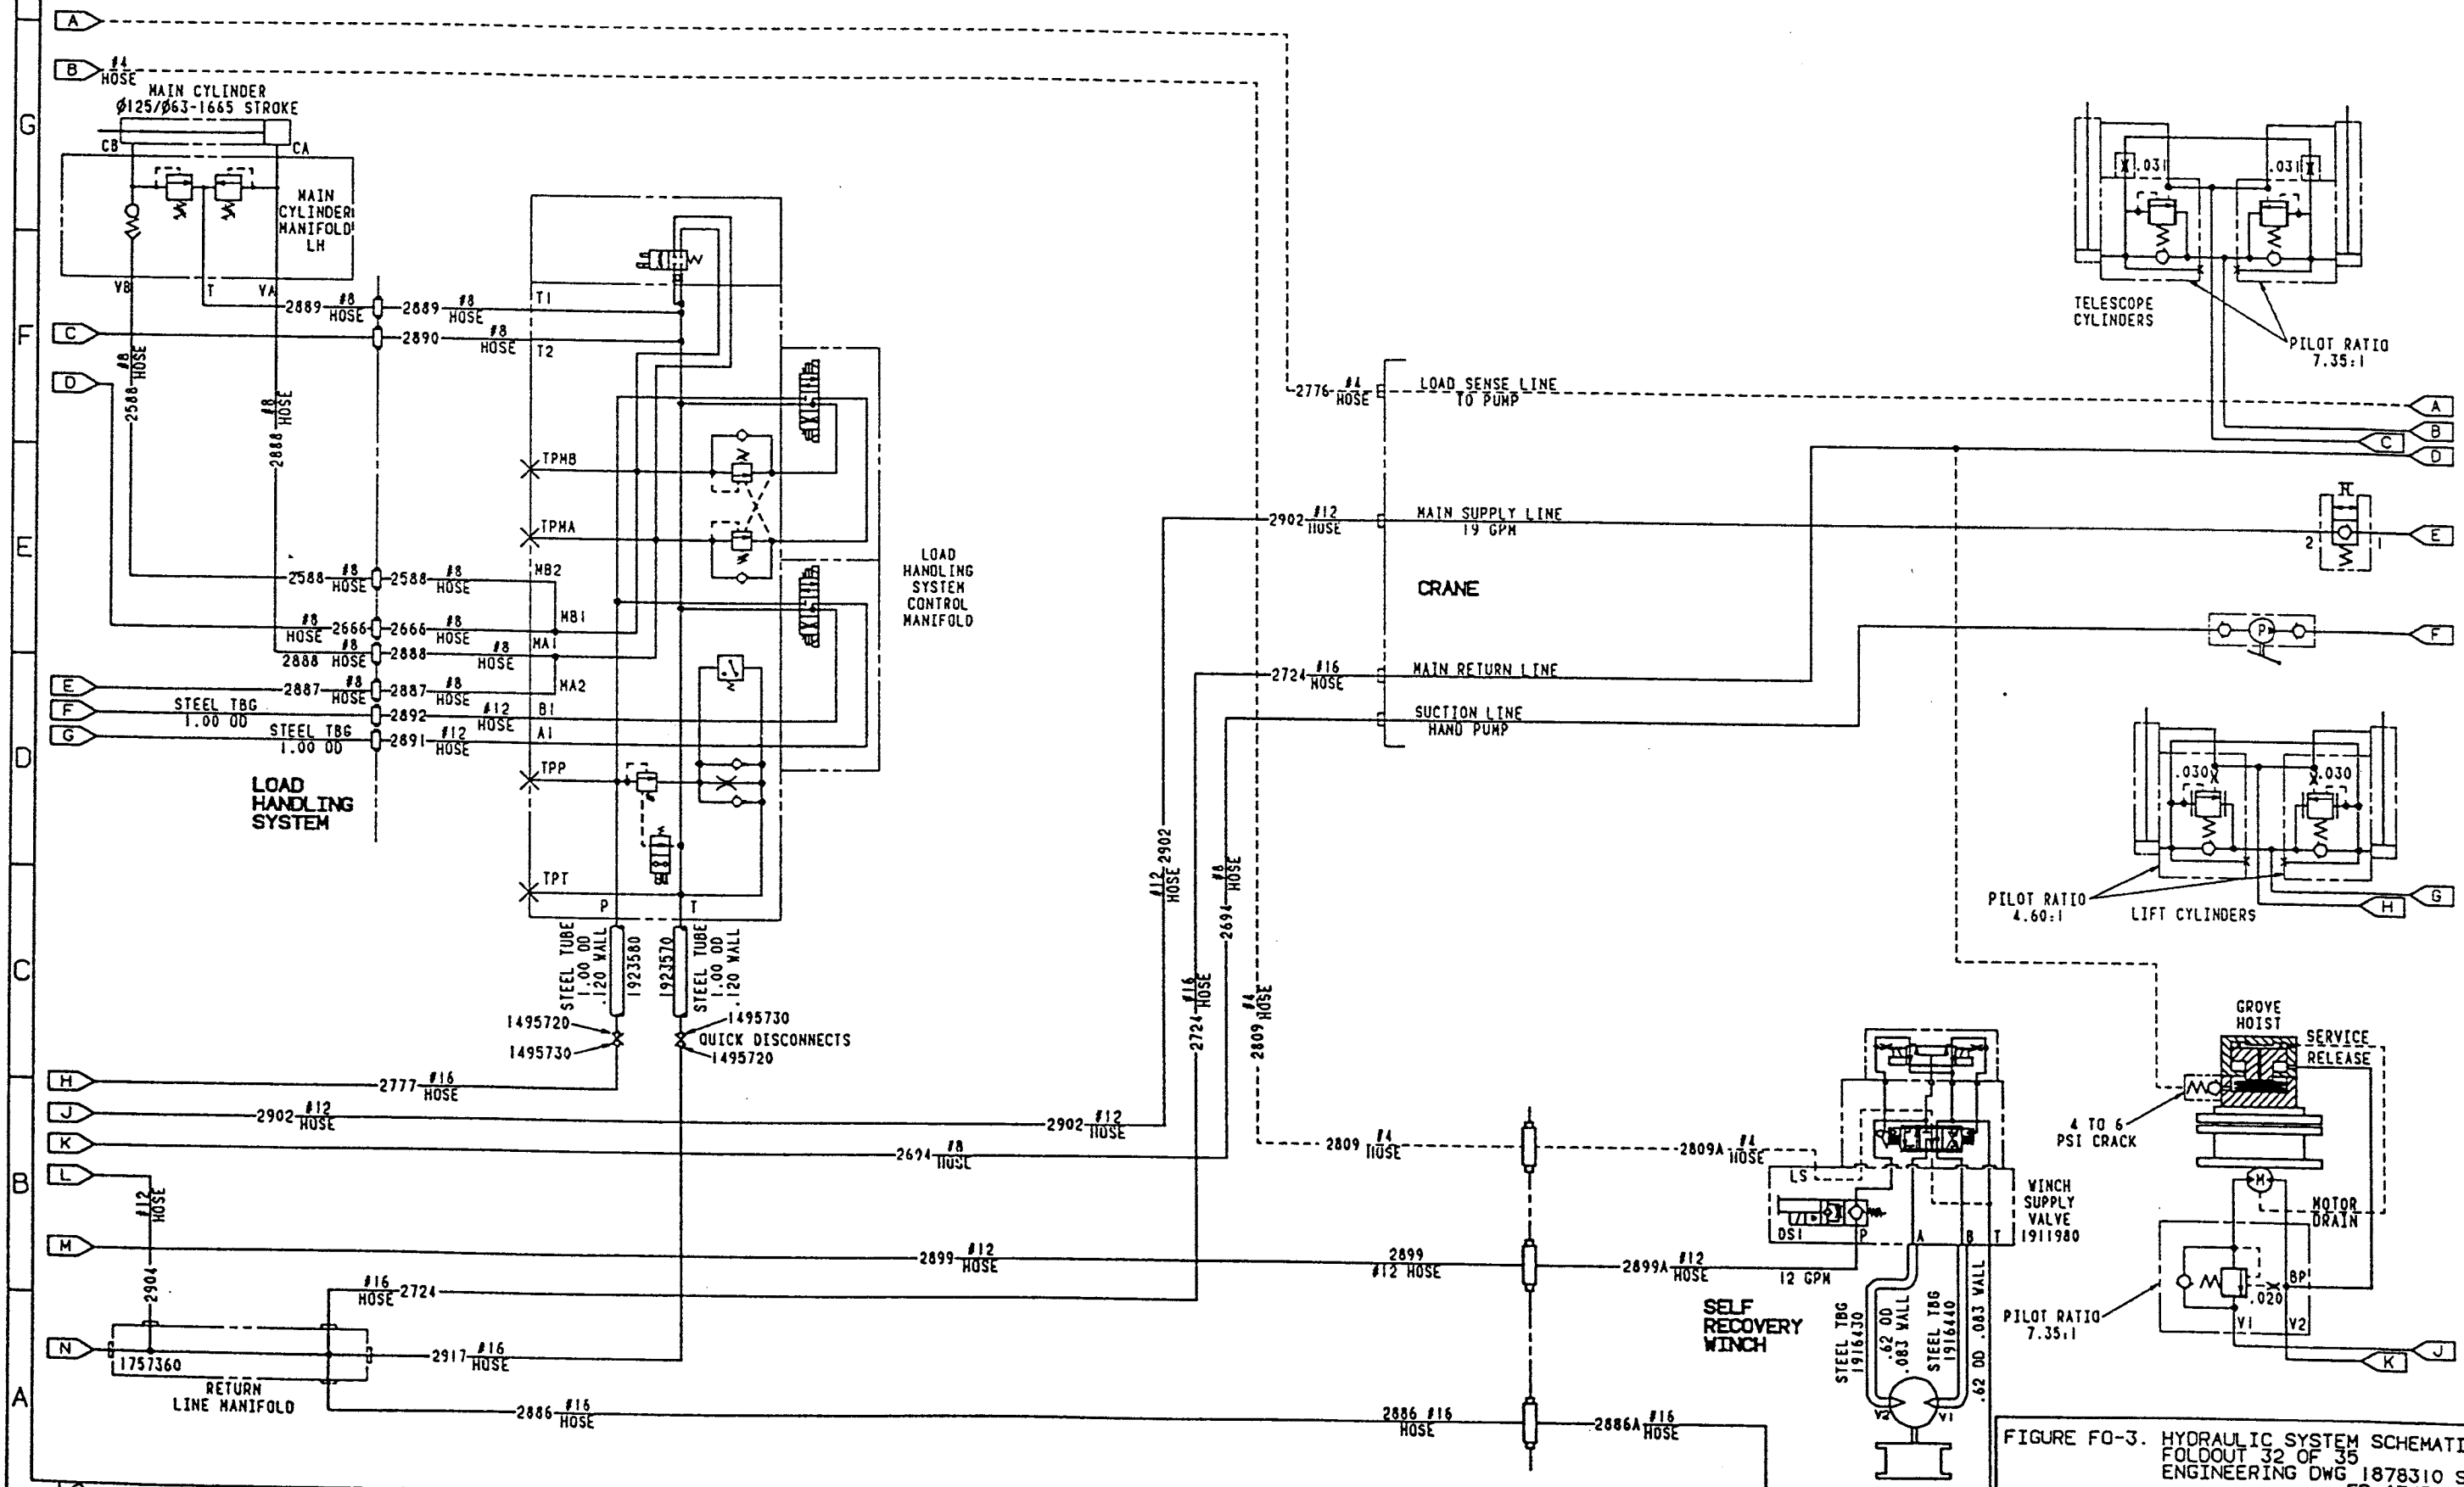 A
B
#4
HOSE
MAIN CYLINDER
Ø125/Ø63-1665 STROKE
CB
CA
MAIN
CYLINDER
MANIFOLD
LH
VB
T
VA
2889 #8 HOSE
2889 #8 HOSE
T1
C
2890 #8 HOSE
T2
D
#8 HOSE
2588
#8 HOSE
2888
TPMB
TPMA
2588 #8 HOSE
2588 #8 HOSE
MB2
#8 HOSE 2666
2666 #8 HOSE
MB1
2888 #8 HOSE
2888 #8 HOSE
MA1
E
2887 #8 HOSE
2887 #8 HOSE
MA2
F
STEEL TBG
1.00 OD
2892 #12 HOSE
B1
G
STEEL TBG
1.00 OD
2891 #12 HOSE
A1
TPP
TPT
P
T
LOAD
HANDLING
SYSTEM
LOAD
HANDLING
SYSTEM
CONTROL
MANIFOLD
STEEL TUBE
1.00 OD
.120 WALL
1923580
1923570
STEEL TUBE
1.00 OD
.120 WALL
1495720
1495730
1495730
QUICK DISCONNECTS
1495720
H
2777 #16 HOSE
J
2902 #12 HOSE
2902 #12 HOSE
K
2694 #8 HOSE
L
#12 HOSE
2904
M
2899 #12 HOSE
2899
#12 HOSE
2899A #12 HOSE
#16 HOSE 2724
N
1757360
2917 #16 HOSE
RETURN
LINE MANIFOLD
2886 #16 HOSE
2886 #16 HOSE
2886A #16 HOSE
#12 HOSE 2902
2724 #16 HOSE
2694 #8 HOSE
2809 #4 HOSE
2809 #4 HOSE
2809A #4 HOSE
2776 #4 HOSE
LOAD SENSE LINE
TO PUMP
2902 #12 HOSE
MAIN SUPPLY LINE
19 GPM
CRANE
2724 #16 HOSE
MAIN RETURN LINE
SUCTION LINE
HAND PUMP
.031
.031
TELESCOPE
CYLINDERS
PILOT RATIO
7.35:1
A
B
C
D
2
1
E
P
F
.030
.030
PILOT RATIO
4.60:1
LIFT CYLINDERS
G
H
GROVE
HOIST
SERVICE
RELEASE
4 TO 6
PSI CRACK
M
MOTOR
DRAIN
BP
.020
PILOT RATIO
7.35:1
V1
V2
J
K
LS
DS1
P
A
B
T
WINCH
SUPPLY
VALVE
1911980
12 GPM
SELF
RECOVERY
WINCH
STEEL TBG
1916430
.62 OD
.083 WALL
STEEL TBG
1916440
.62 OD .083 WALL
V2
V1
G
F
E
D
C
B
A
FIGURE FO-3. HYDRAULIC SYSTEM SCHEMATI
FOLDOUT 32 OF 35
ENGINEERING DWG 1878310 S